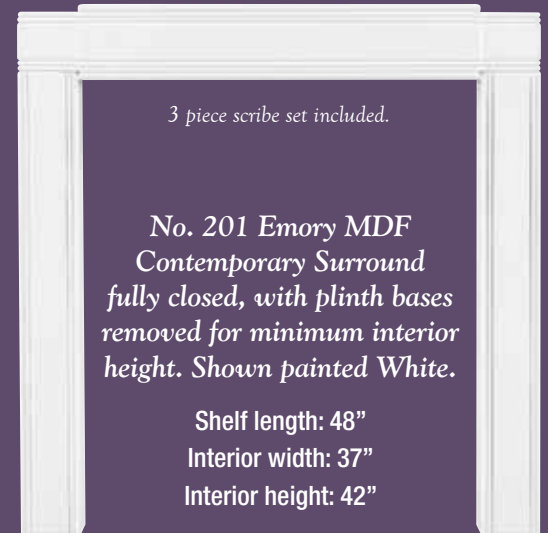 3 piece scribe set included.
No. 201 Emory MDF
Contemporary Surround
fully closed, with plinth bases
removed for minimum interior
height. Shown painted White.
Shelf length: 48”
Interior width: 37”
Interior height: 42”